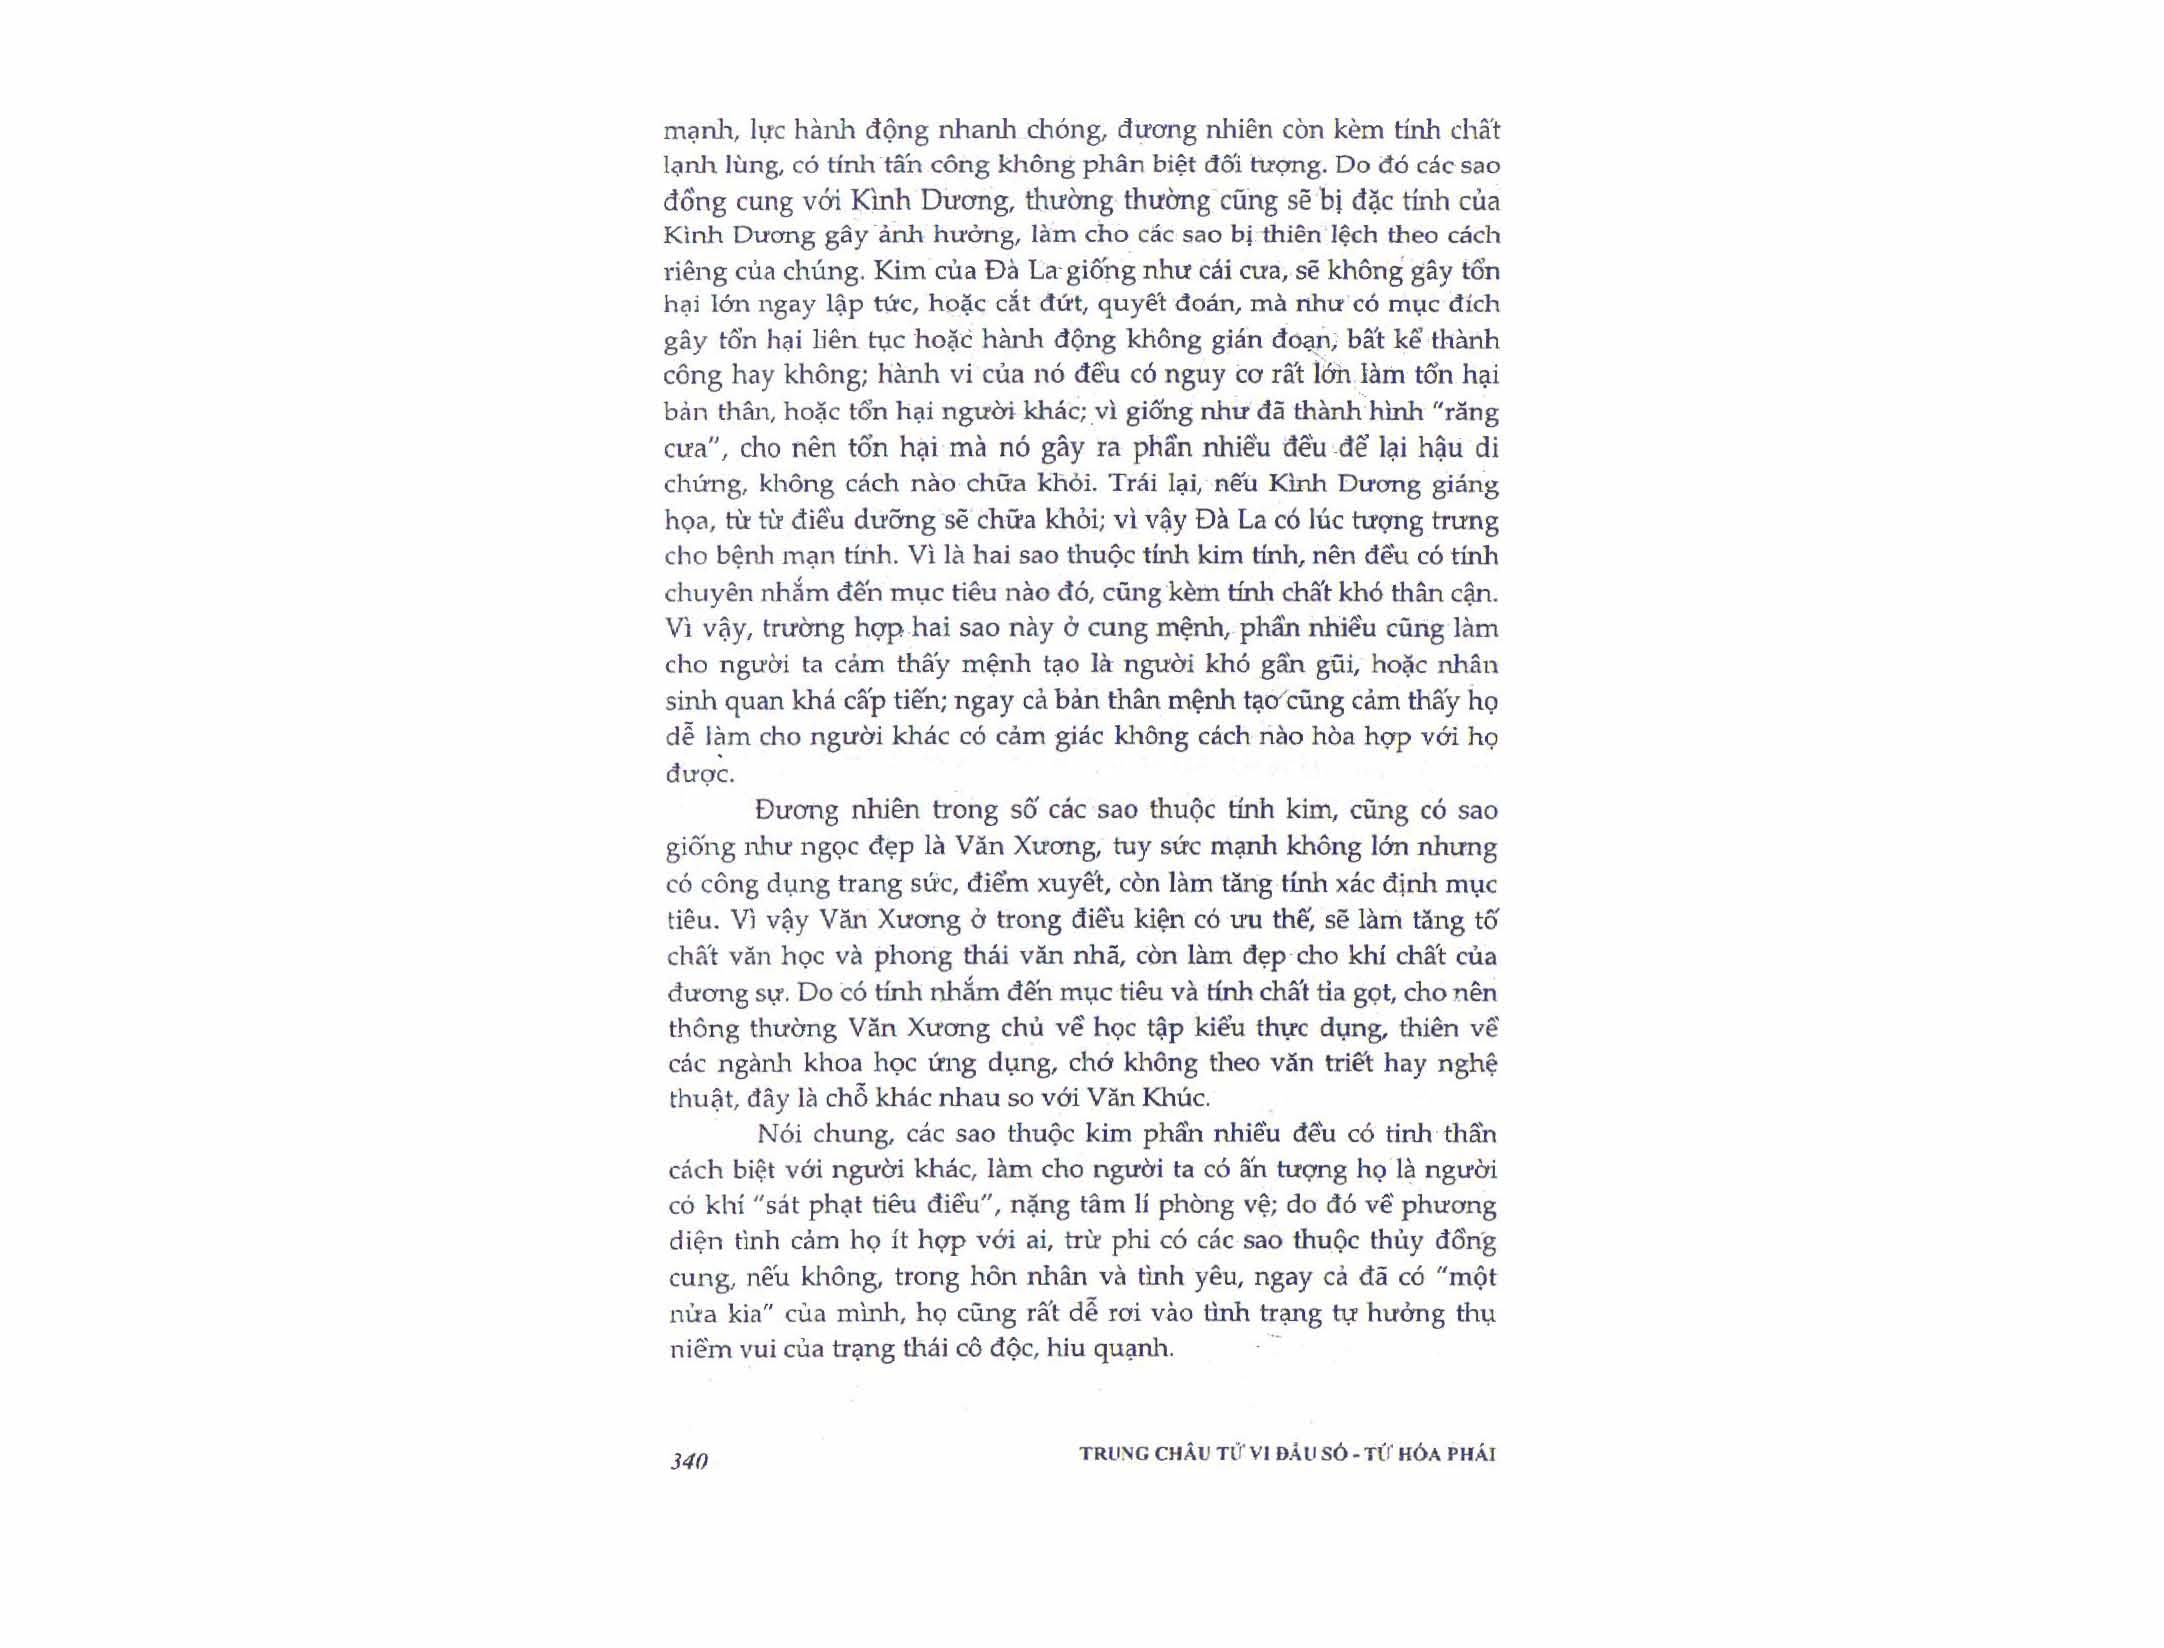 mạnh, lực hành động nhanh chóng, đương nhiên còn kèm tính chất
lạnh lùng, có tính tấn công không phân biệt đối tượng. Do đó các sao
đồng cung với Kình Dương, thường thường cũng sẽ bị đặc tính của
Kình Dương gây ảnh hưởng, làm cho các sao bị thiên lệch theo cách
riêng của chúng. Kim của Đà La giống như cái cưa, sẽ không gây tổn
hại lớn ngay lập tức, hoặc cắt đứt, quyết đoán, mà như có mục đích
gây tổn hại liên tục hoặc hành động không gián đoạn, bất kể thành
công hay không; hành vi của nó đều có nguy cơ rất lớn làm tổn hại
bản thân, hoặc tổn hại người khác; vì giống như đã thành hình "răng
cưa", cho nên tổn hại mà nó gây ra phần nhiều đều để lại hậu di
chứng, không cách nào chữa khỏi. Trái lại, nếu Kình Dương giáng
họa, từ từ điều dưỡng sẽ chữa khỏi; vì vậy Đà La có lúc tượng trưng
cho bệnh mạn tính. Vì là hai sao thuộc tính kim tính, nên đều có tính
chuyên nhắm đến mục tiêu nào đó, cũng kèm tính chất khó thân cận.
Vì vậy, trường hợp hai sao này ở cung mệnh, phần nhiều cũng làm
cho người ta cảm thấy mệnh tạo là người khó gần gũi, hoặc nhân
sinh quan khá cấp tiến; ngay cả bản thân mệnh tạo cũng cảm thấy họ
dễ làm cho người khác có cảm giác không cách nào hòa hợp với họ
được.
Đương nhiên trong số các sao thuộc tính kim, cũng có sao
giống như ngọc đẹp là Văn Xương, tuy sức mạnh không lớn nhưng
có công dụng trang sức, điểm xuyết, còn làm tăng tính xác định mục
tiêu. Vì vậy Văn Xương ở trong điều kiện có ưu thế, sẽ làm tăng tố
chất văn học và phong thái văn nhã, còn làm đẹp cho khí chất của
đương sự. Do có tính nhắm đến mục tiêu và tính chất tỉa gọt, cho nên
thông thường Văn Xương chủ về học tập kiểu thực dụng, thiên về
các ngành khoa học ứng dụng, chớ không theo văn triết hay nghệ
thuật, đây là chỗ khác nhau so với Văn Khúc.
Nói chung, các sao thuộc kim phần nhiều đều có tinh thần
cách biệt với người khác, làm cho người ta có ấn tượng họ là người
có khí "sát phạt tiêu điều", nặng tâm lí phòng vệ; do đó về phương
diện tình cảm họ ít hợp với ai, trừ phi có các sao thuộc thủy đồng
cung, nếu không, trong hôn nhân và tình yêu, ngay cả đã có "một
nửa kia" của mình, họ cũng rất dễ rơi vào tình trạng tự hưởng thụ
niềm vui của trạng thái cô độc, hiu quạnh.
340
TRUNG CHÂU TỬ VI ĐẨU SỐ - TỨ HÓA PHÁI